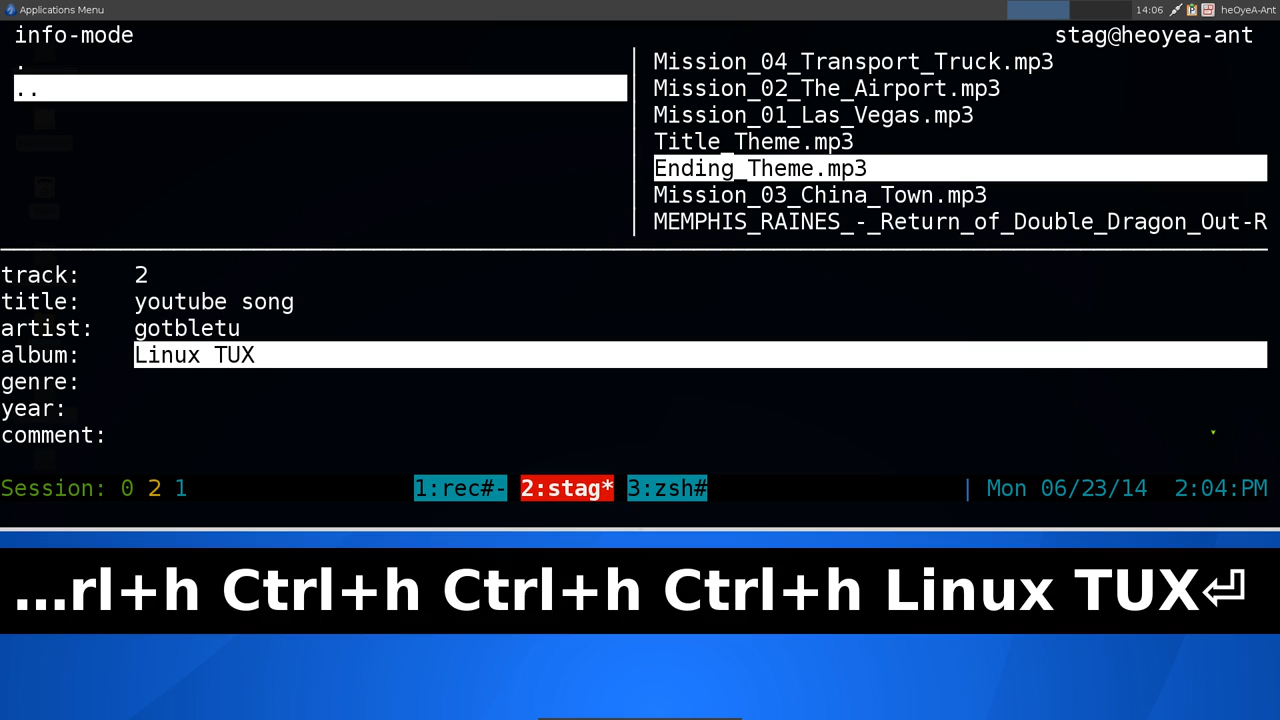 Applications Menu
14:06
heOyeA-Ant
info-mode
stag@heoyea-ant
.
..
Mission_04_Transport_Truck.mp3
Mission_02_The_Airport.mp3
Mission_01_Las_Vegas.mp3
Title_Theme.mp3
Ending_Theme.mp3
Mission_03_China_Town.mp3
MEMPHIS_RAINES_-_Return_of_Double_Dragon_Out-R
track: 2
title: youtube song
artist: gotbletu
album: Linux TUX
genre:
year:
comment:
Session: 0 2 1 1:rec#- 2:stag* 3:zsh# | Mon 06/23/14 2:04:PM
...rl+h Ctrl+h Ctrl+h Ctrl+h Linux TUX⏎